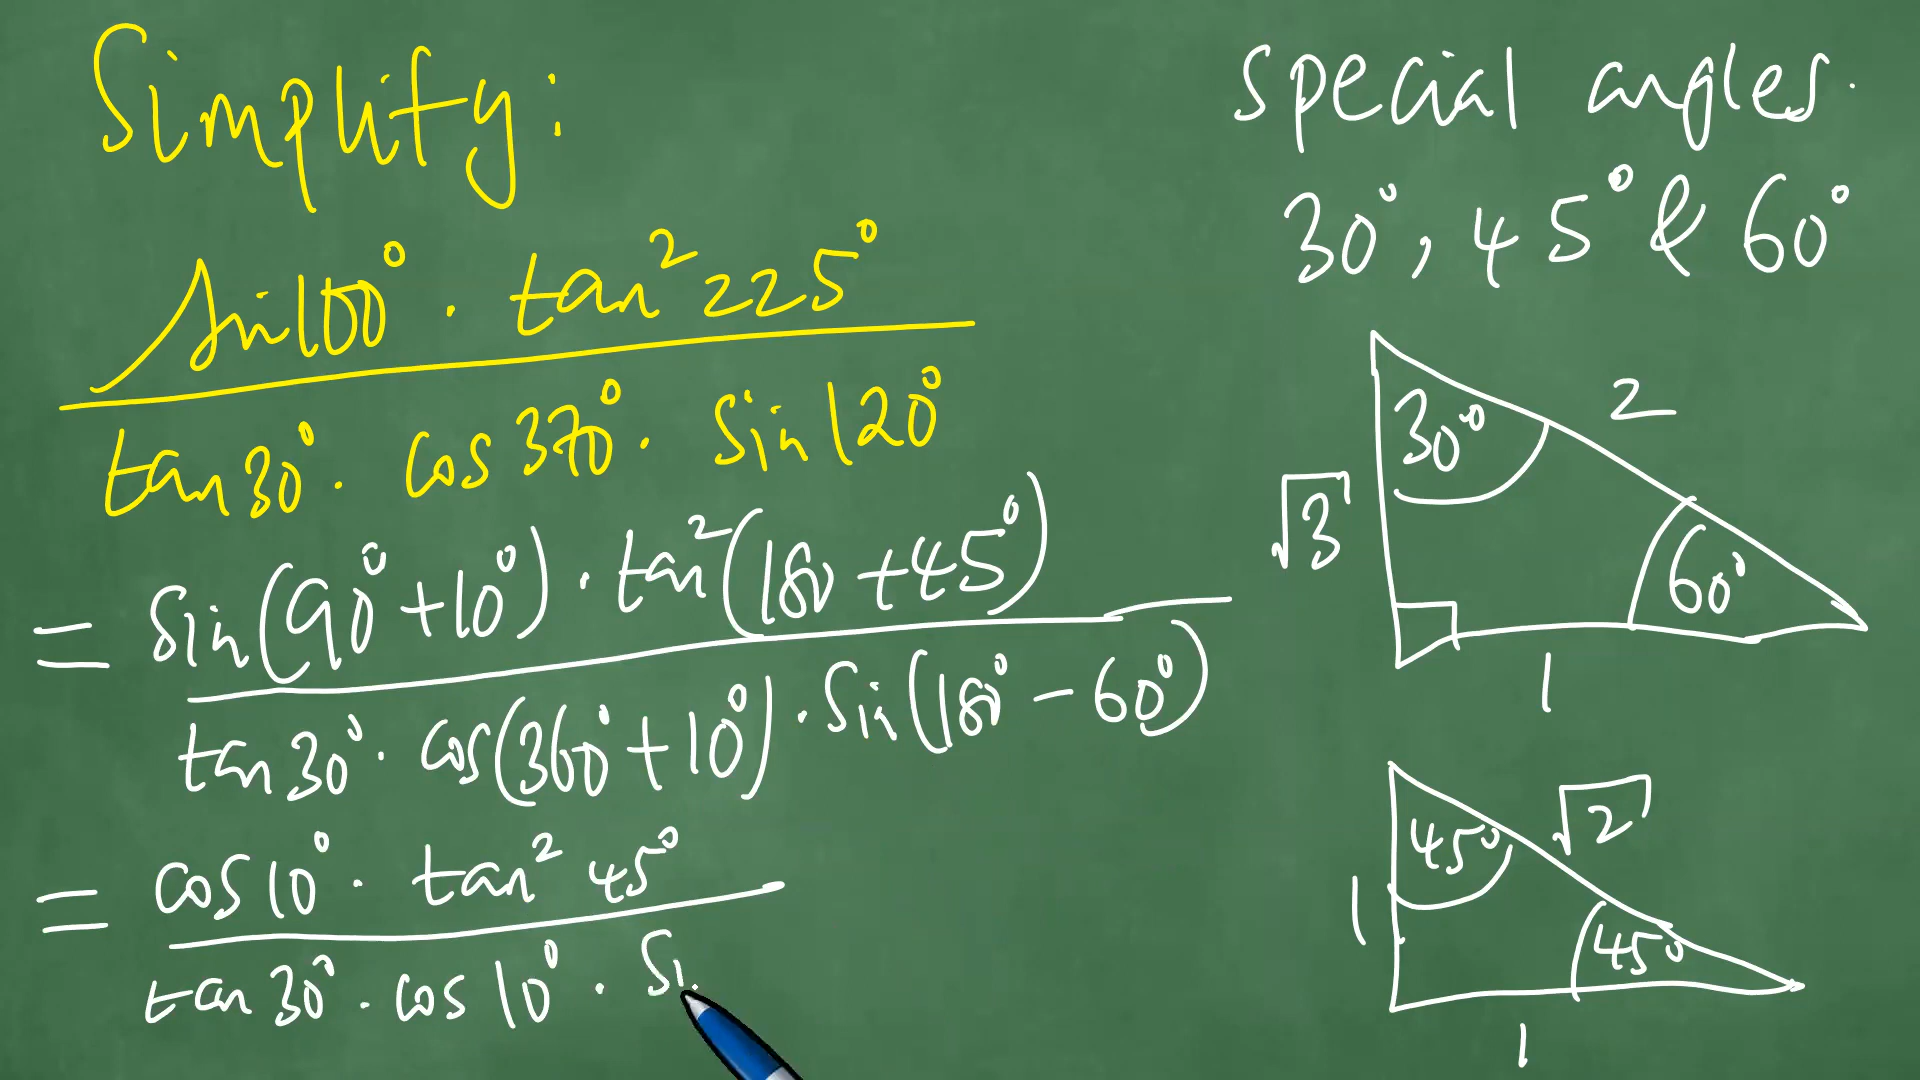 Simplify:
sin100° · tan²225°
tan30° · cos370° · sin120°
= sin(90°+10°) · tan²(180+45°)
tan30° · cos(360°+10°) · sin(180°-60°)
= cos10° · tan²45°
tan30° · cos10° · Si
special angles.
30°, 45° & 60°
30°
2
√3
60°
1
45°
√2
1
45°
1